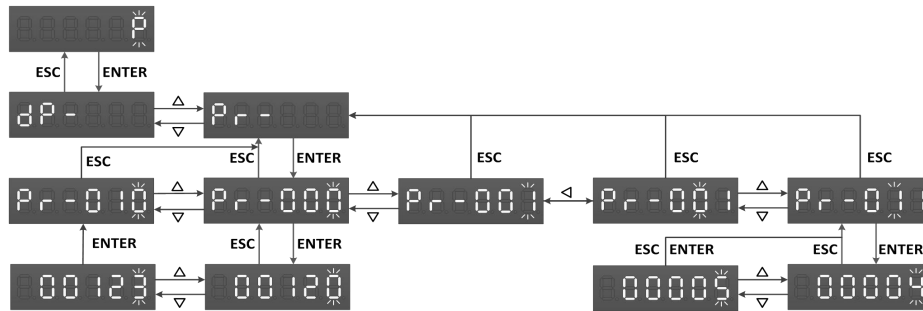 P
ESC ENTER
dP- △ ▽ Pr-
ESC ESC ENTER ESC ESC ESC
Pr-010 △ ▽ Pr-000 △ ▽ Pr-001 ◁ Pr-001 △ ▽ Pr-011
ENTER ESC ENTER ESC ENTER ESC ENTER
00123 △ ▽ 00120 00005 △ ▽ 00004